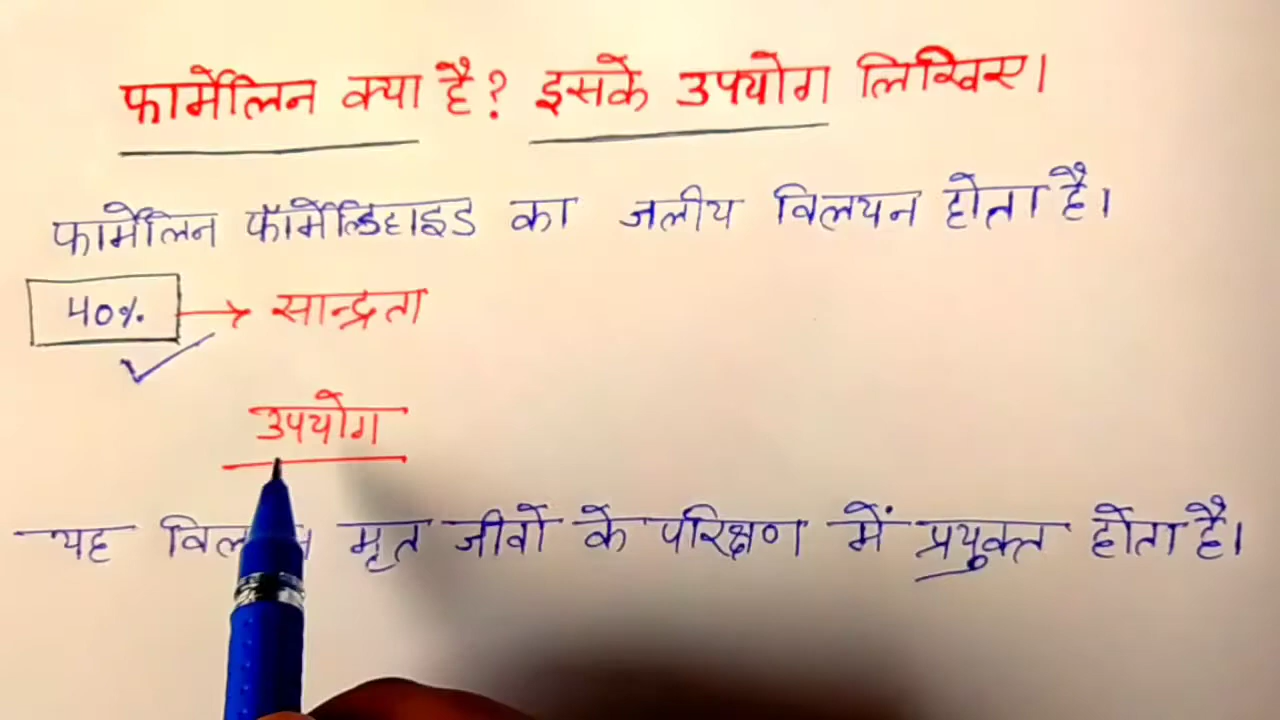 फार्मेलिन क्या है? इसके उपयोग लिखिए।
फार्मेलिन फॉर्मेल्डिहाइड का जलीय विलयन होता है।
40% → सान्द्रता
उपयोग
यह मृत जीवो के परिक्षण में प्रयुक्त होता है।